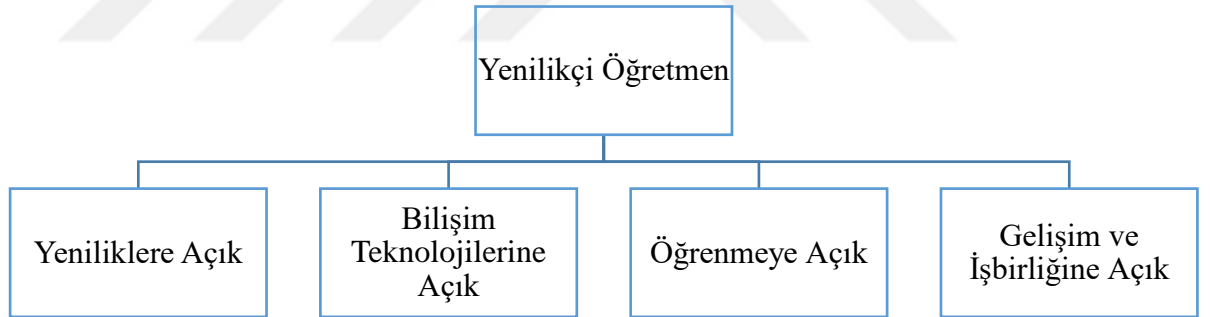 Yenilikçi Öğretmen
Yeniliklere Açık
Bilişim
Teknolojilerine
Açık
Öğrenmeye Açık
Gelişim ve
İşbirliğine Açık